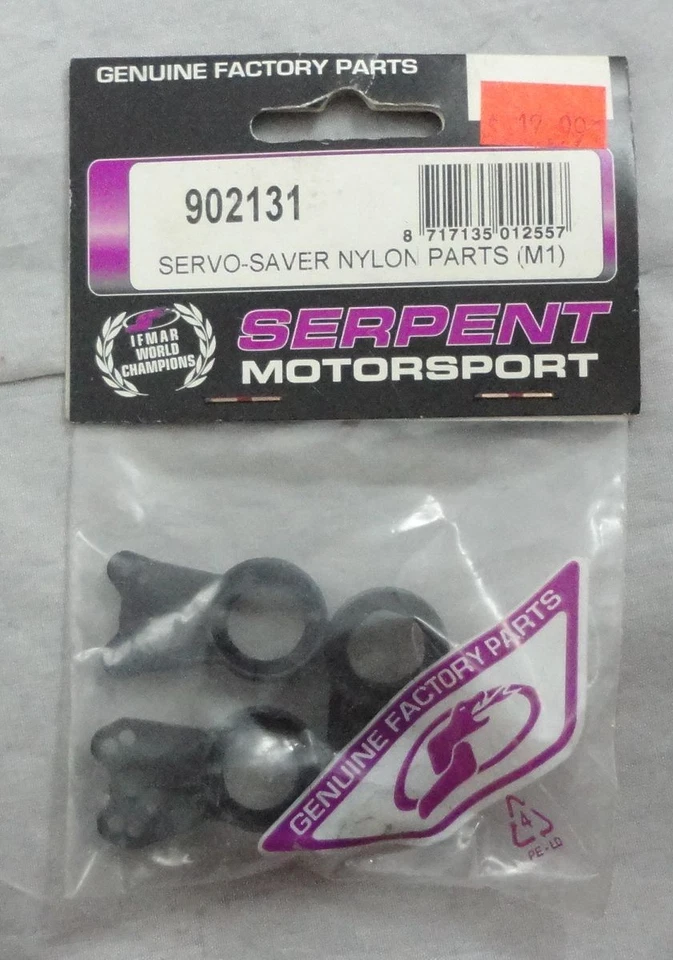 GENUINE FACTORY PARTS
902131
8 717135 012557
SERVO-SAVER NYLON PARTS (M1)
IFMAR
WORLD
CHAMPIONS
SERPENT
MOTORSPORT
GENUINE FACTORY PARTS
4
PE-LD